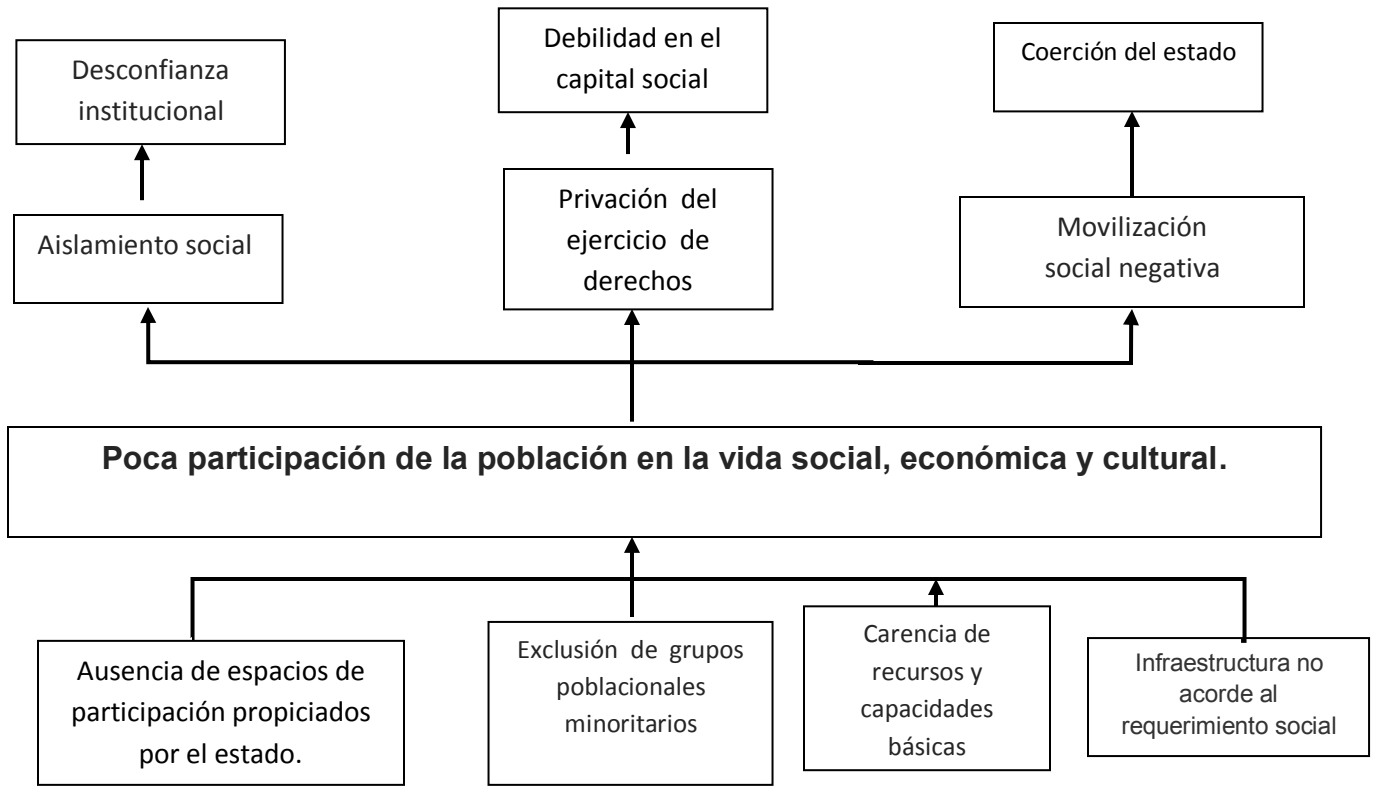 Desconfianza
institucional
Debilidad en el
capital social
Coerción del estado
Aislamiento social
Privación del
ejercicio de
derechos
Movilización
social negativa
Poca participación de la población en la vida social, económica y cultural.
Ausencia de espacios de
participación propiciados
por el estado.
Exclusión de grupos
poblacionales
minoritarios
Carencia de
recursos y
capacidades
básicas
Infraestructura no
acorde al
requerimiento social